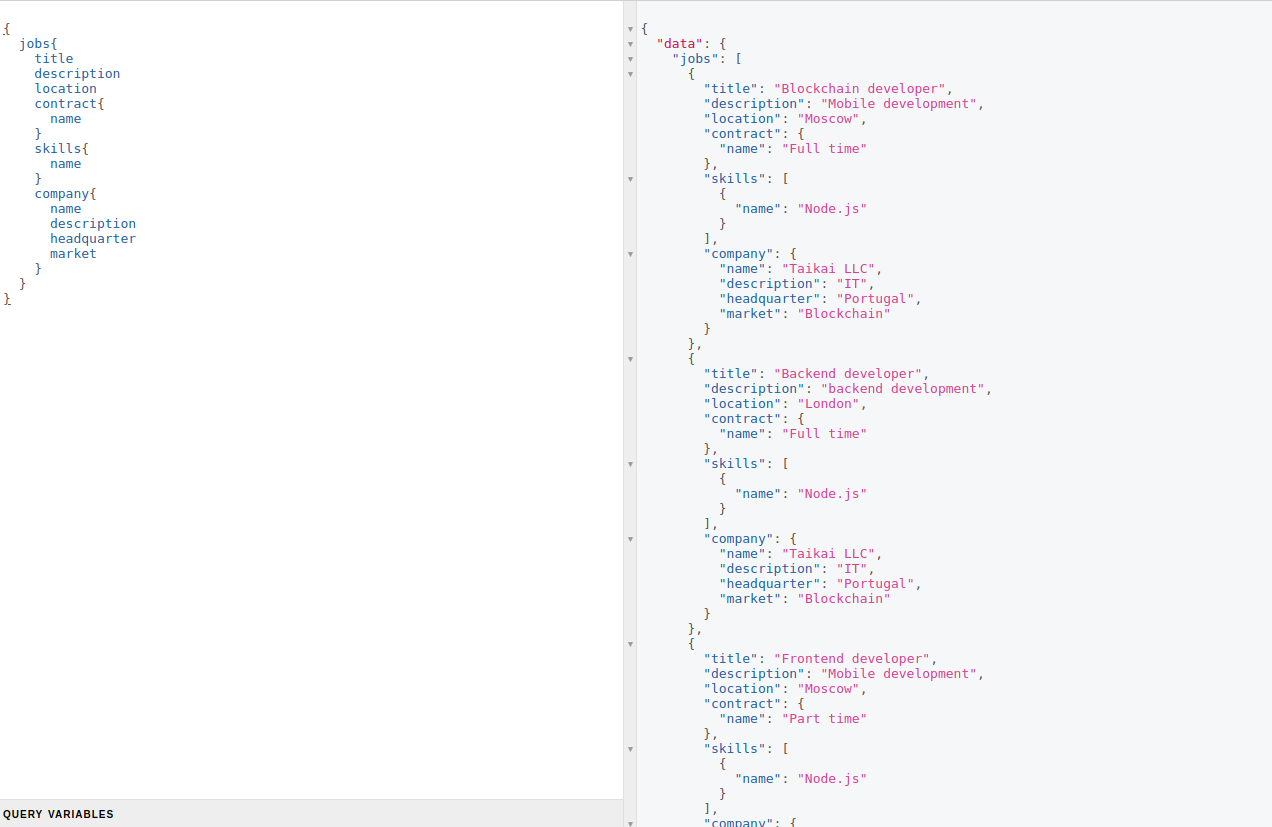 {
  jobs{
    title
    description
    location
    contract{
      name
    }
    skills{
      name
    }
    company{
      name
      description
      headquarter
      market
    }
  }
}
QUERY VARIABLES
{
  "data": {
    "jobs": [
      {
        "title": "Blockchain developer",
        "description": "Mobile development",
        "location": "Moscow",
        "contract": {
          "name": "Full time"
        },
        "skills": [
          {
            "name": "Node.js"
          }
        ],
        "company": {
          "name": "Taikai LLC",
          "description": "IT",
          "headquarter": "Portugal",
          "market": "Blockchain"
        }
      },
      {
        "title": "Backend developer",
        "description": "backend development",
        "location": "London",
        "contract": {
          "name": "Full time"
        },
        "skills": [
          {
            "name": "Node.js"
          }
        ],
        "company": {
          "name": "Taikai LLC",
          "description": "IT",
          "headquarter": "Portugal",
          "market": "Blockchain"
        }
      },
      {
        "title": "Frontend developer",
        "description": "Mobile development",
        "location": "Moscow",
        "contract": {
          "name": "Part time"
        },
        "skills": [
          {
            "name": "Node.js"
          }
        ],
        "company": {